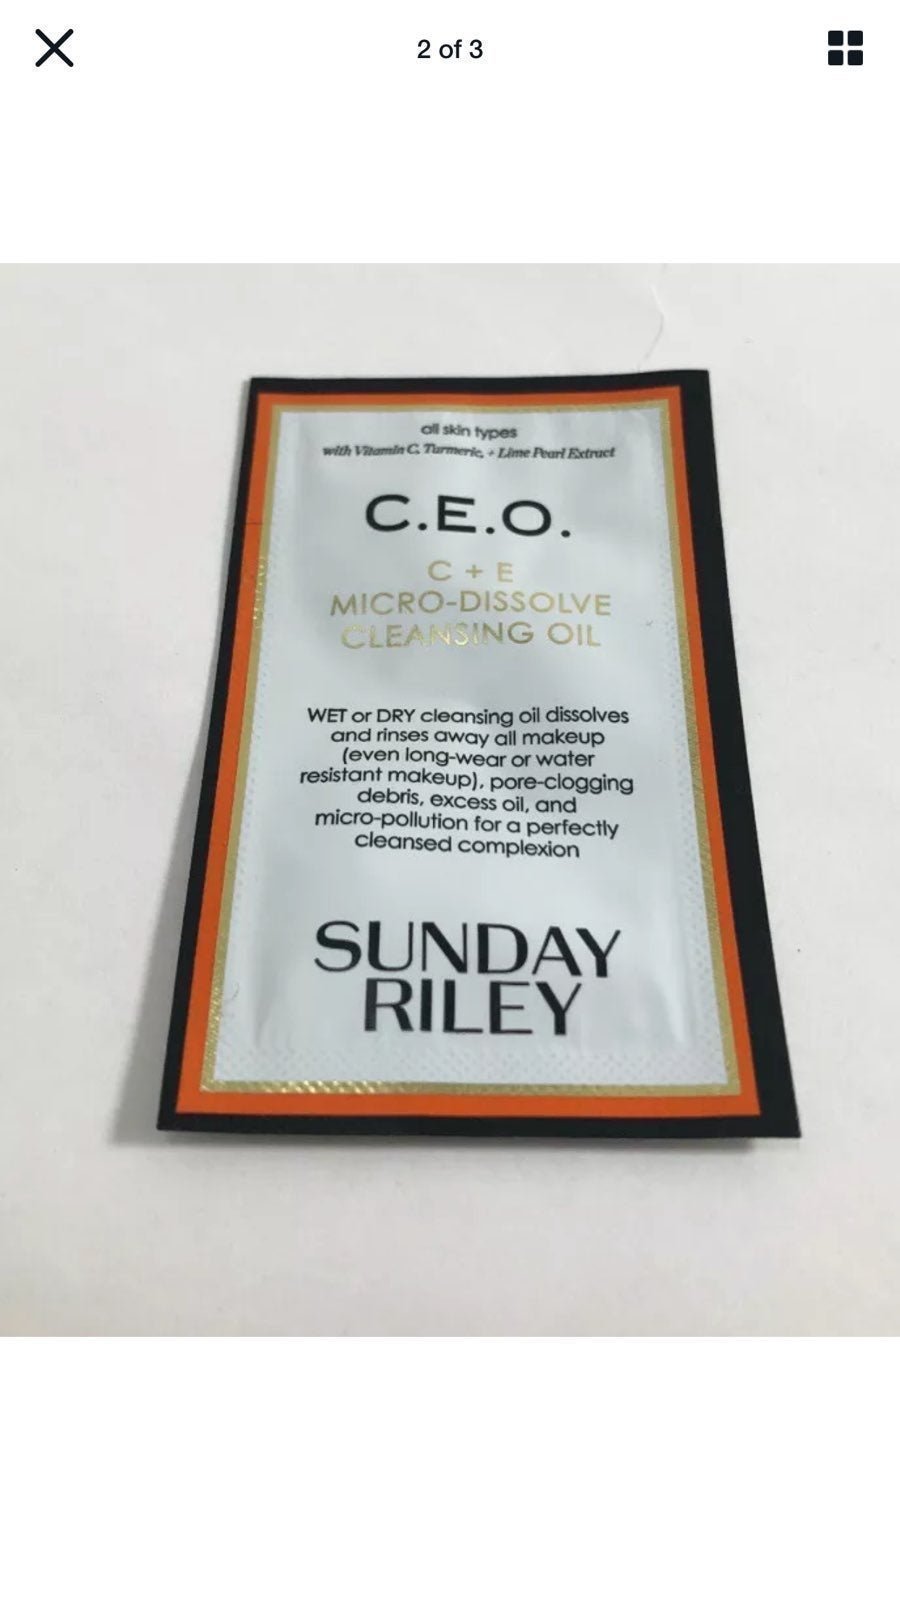 2 of 3
all skin types
with Vitamin C, Turmeric, + Lime Pearl Extract
C.E.O.
C + E
MICRO-DISSOLVE
CLEANSING OIL
WET or DRY cleansing oil dissolves
and rinses away all makeup
(even long-wear or water
resistant makeup), pore-clogging
debris, excess oil, and
micro-pollution for a perfectly
cleansed complexion
SUNDAY
RILEY